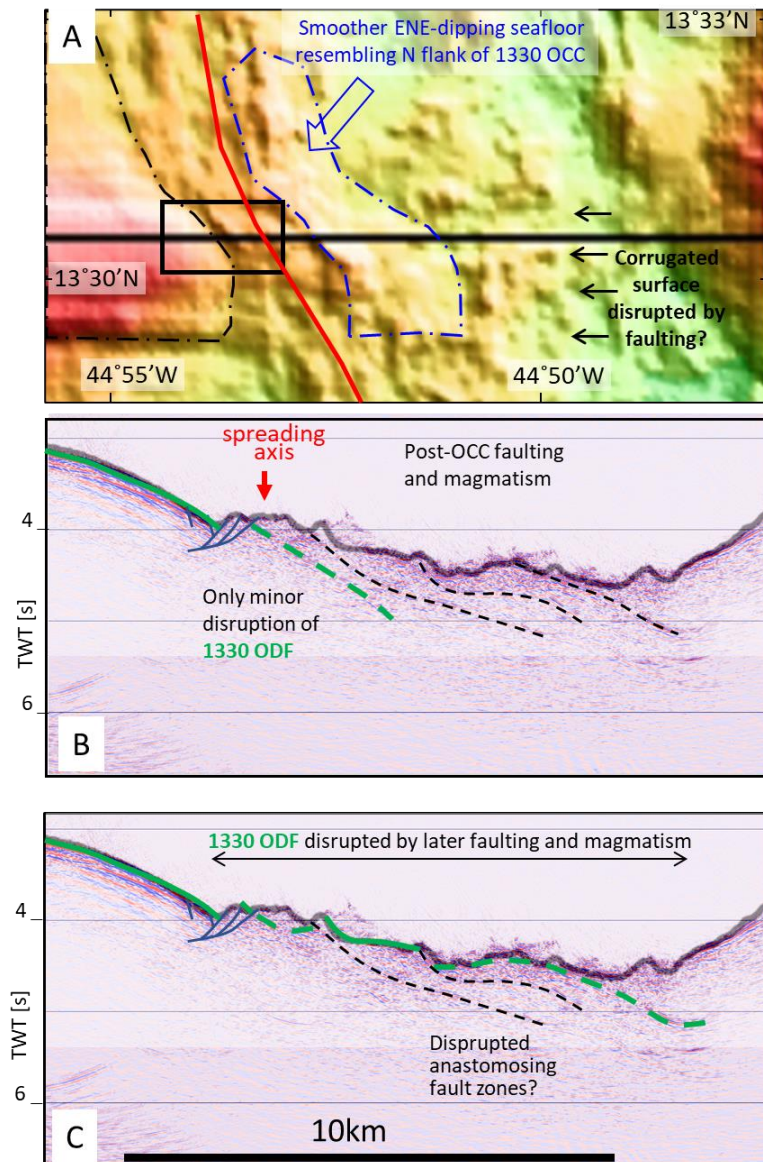 A
Smoother ENE-dipping seafloor
resembling N flank of 1330 OCC
13˚33’N
13˚30’N
Corrugated
surface
disrupted by
faulting?
44˚55’W
44˚50’W
spreading
axis
Post-OCC faulting
and magmatism
4
Only minor
disruption of
1330 ODF
TWT [s]
6
B
1330 ODF disrupted by later faulting and magmatism
4
TWT [s]
Disprupted
anastomosing
fault zones?
6
C
10km